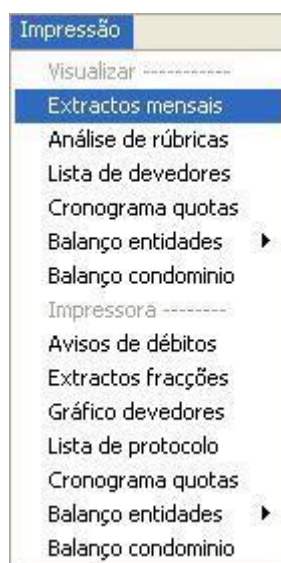 Impressão
Visualizar -----------
Extractos mensais
Análise de rúbricas
Lista de devedores
Cronograma quotas
Balanço entidades
Balanço condominio
Impressora --------
Avisos de débitos
Extractos fracções
Gráfico devedores
Lista de protocolo
Cronograma quotas
Balanço entidades
Balanço condominio